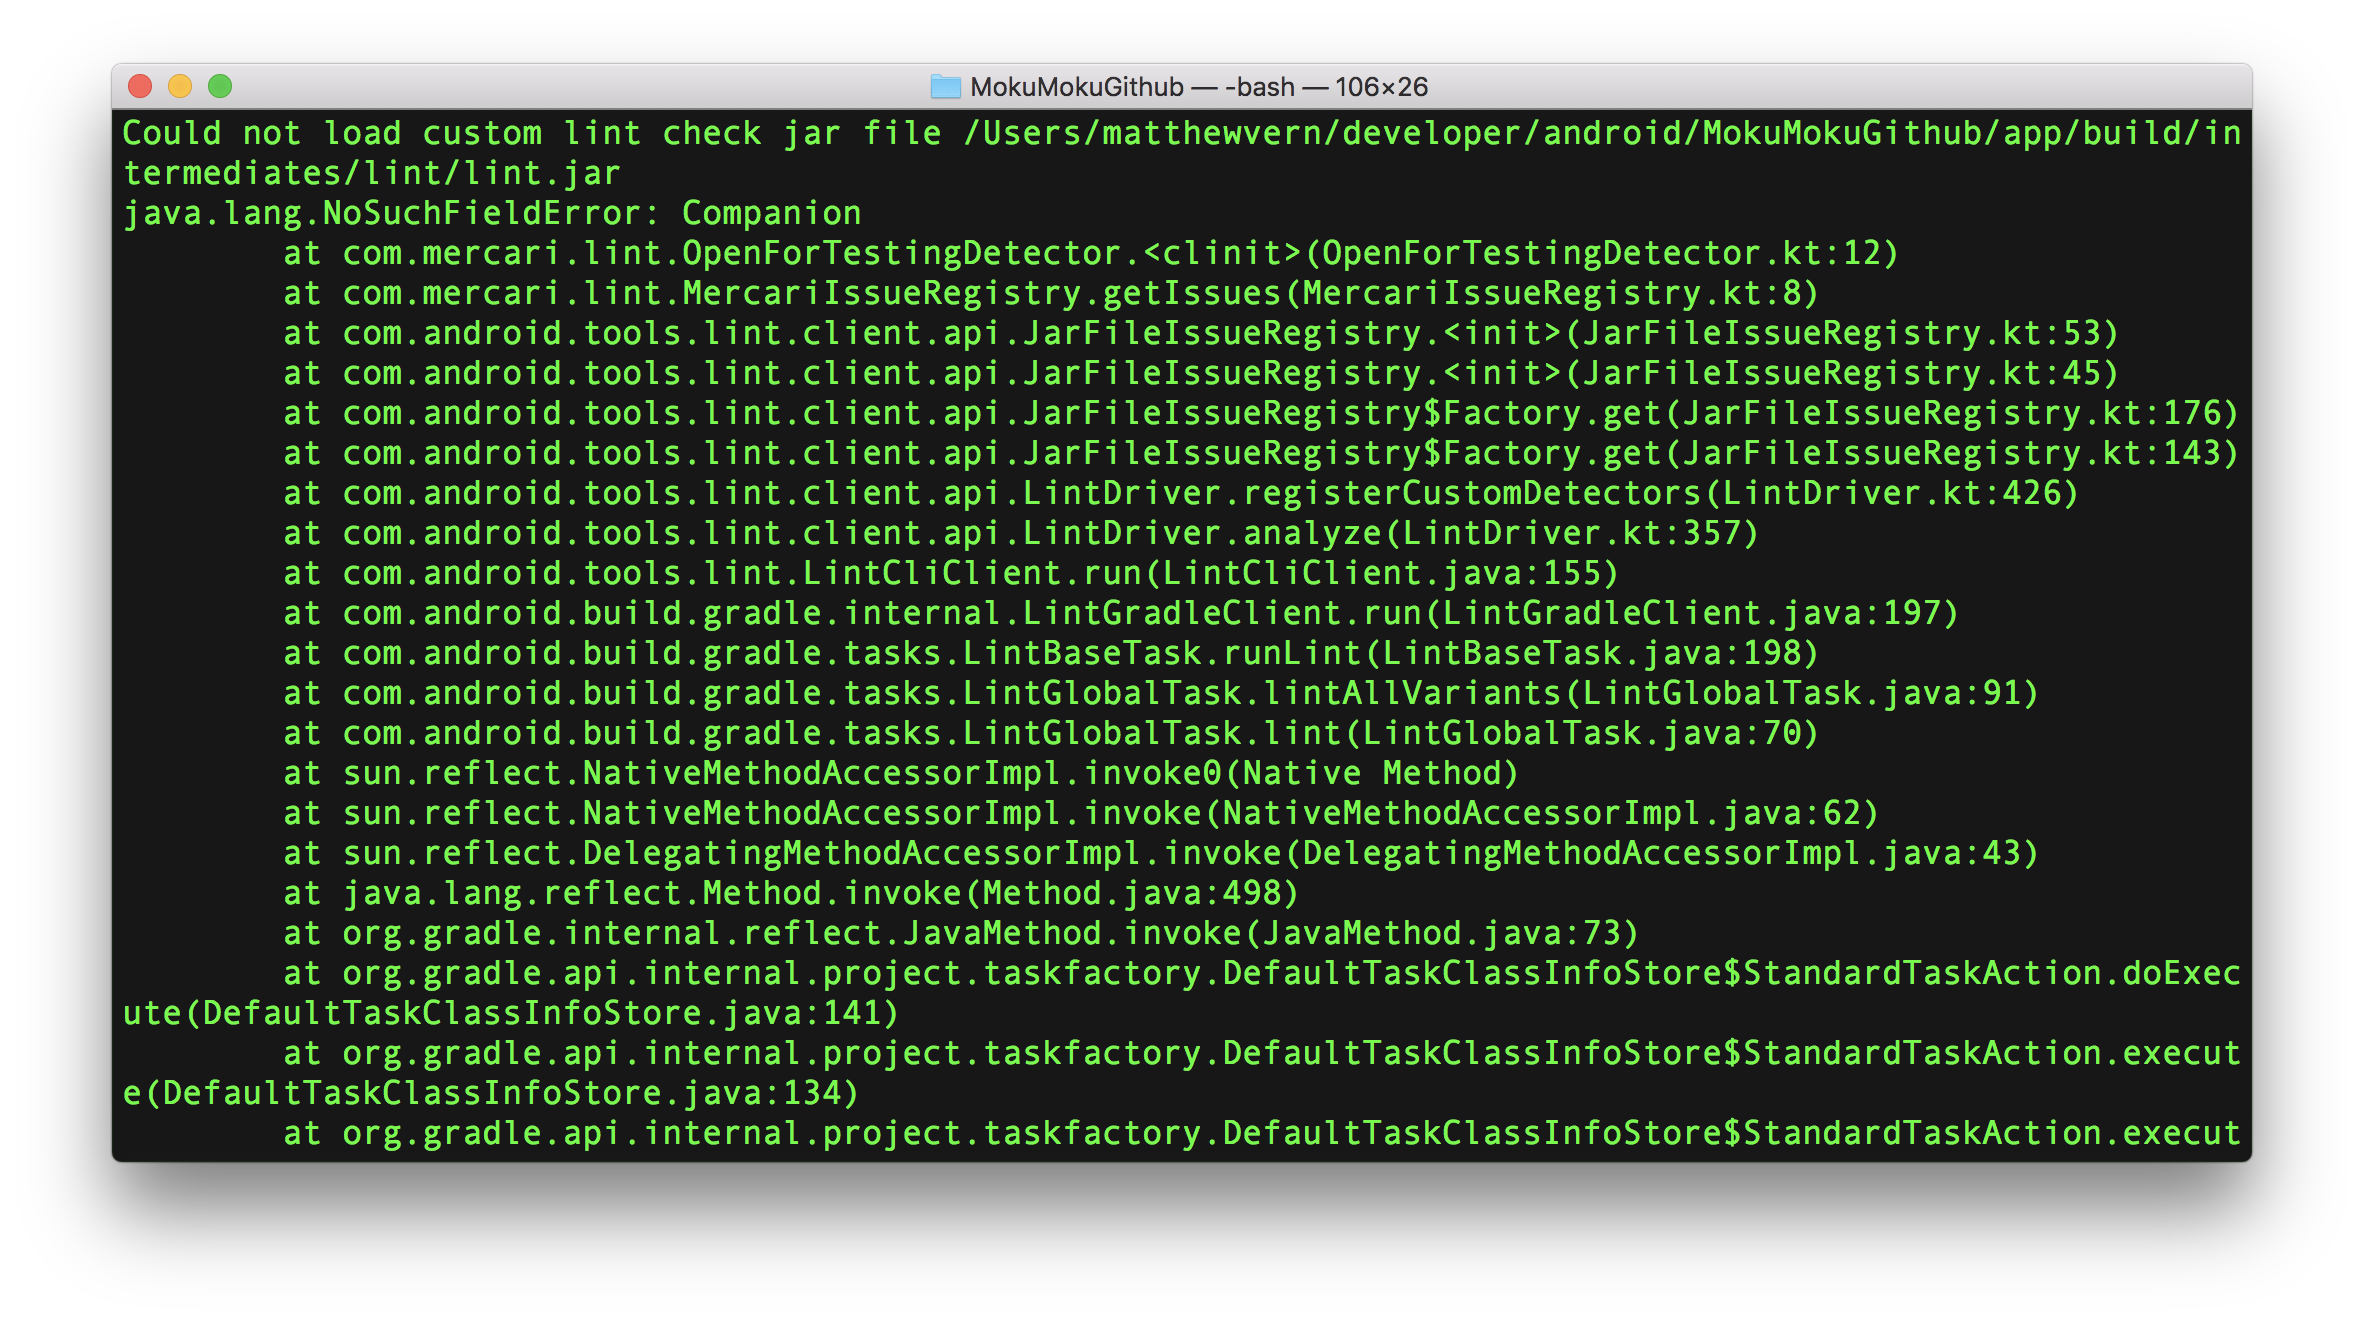 MokuMokuGithub — -bash — 106×26
Could not load custom lint check jar file /Users/matthewvern/developer/android/MokuMokuGithub/app/build/in
termediates/lint/lint.jar
java.lang.NoSuchFieldError: Companion
at com.mercari.lint.OpenForTestingDetector.<clinit>(OpenForTestingDetector.kt:12)
at com.mercari.lint.MercariIssueRegistry.getIssues(MercariIssueRegistry.kt:8)
at com.android.tools.lint.client.api.JarFileIssueRegistry.<init>(JarFileIssueRegistry.kt:53)
at com.android.tools.lint.client.api.JarFileIssueRegistry.<init>(JarFileIssueRegistry.kt:45)
at com.android.tools.lint.client.api.JarFileIssueRegistry$Factory.get(JarFileIssueRegistry.kt:176)
at com.android.tools.lint.client.api.JarFileIssueRegistry$Factory.get(JarFileIssueRegistry.kt:143)
at com.android.tools.lint.client.api.LintDriver.registerCustomDetectors(LintDriver.kt:426)
at com.android.tools.lint.client.api.LintDriver.analyze(LintDriver.kt:357)
at com.android.tools.lint.LintCliClient.run(LintCliClient.java:155)
at com.android.build.gradle.internal.LintGradleClient.run(LintGradleClient.java:197)
at com.android.build.gradle.tasks.LintBaseTask.runLint(LintBaseTask.java:198)
at com.android.build.gradle.tasks.LintGlobalTask.lintAllVariants(LintGlobalTask.java:91)
at com.android.build.gradle.tasks.LintGlobalTask.lint(LintGlobalTask.java:70)
at sun.reflect.NativeMethodAccessorImpl.invoke0(Native Method)
at sun.reflect.NativeMethodAccessorImpl.invoke(NativeMethodAccessorImpl.java:62)
at sun.reflect.DelegatingMethodAccessorImpl.invoke(DelegatingMethodAccessorImpl.java:43)
at java.lang.reflect.Method.invoke(Method.java:498)
at org.gradle.internal.reflect.JavaMethod.invoke(JavaMethod.java:73)
at org.gradle.api.internal.project.taskfactory.DefaultTaskClassInfoStore$StandardTaskAction.doExec
ute(DefaultTaskClassInfoStore.java:141)
at org.gradle.api.internal.project.taskfactory.DefaultTaskClassInfoStore$StandardTaskAction.execut
e(DefaultTaskClassInfoStore.java:134)
at org.gradle.api.internal.project.taskfactory.DefaultTaskClassInfoStore$StandardTaskAction.execut